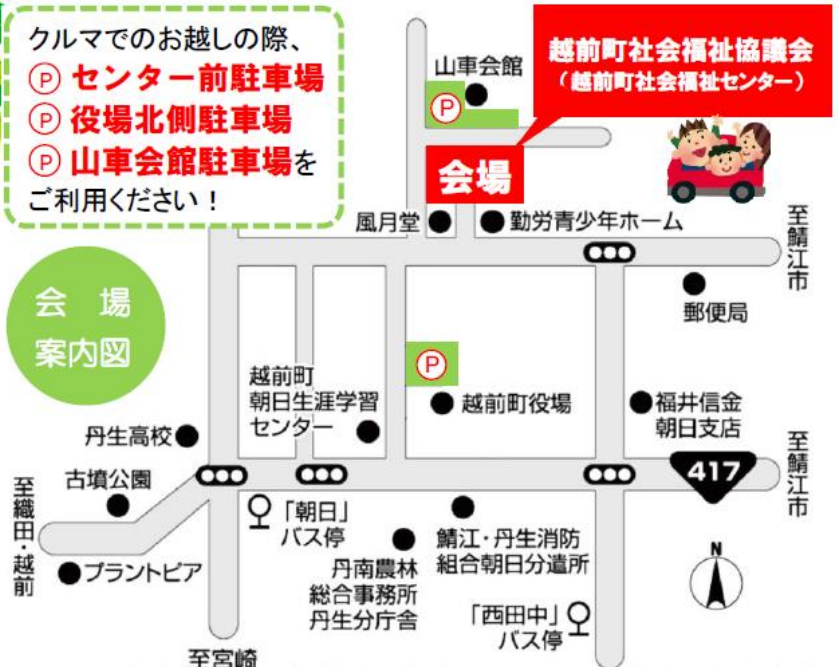 クルマでのお越しの際、
Ⓟ センター前駐車場
Ⓟ 役場北側駐車場
Ⓟ 山車会館駐車場を
ご利用ください！
越前町社会福祉協議会
（越前町社会福祉センター）
山車会館
P
会場
風月堂
勤労青少年ホーム
至鯖江市
郵便局
会場
案内図
P
越前町
朝日生涯学習
センター
越前町役場
福井信金
朝日支店
丹生高校
古墳公園
417
至鯖江市
至織田・越前
プラントピア
「朝日」
バス停
丹南農林
総合事務所
丹生分庁舎
鯖江・丹生消防
組合朝日分遣所
「西田中」
バス停
N
至宮崎